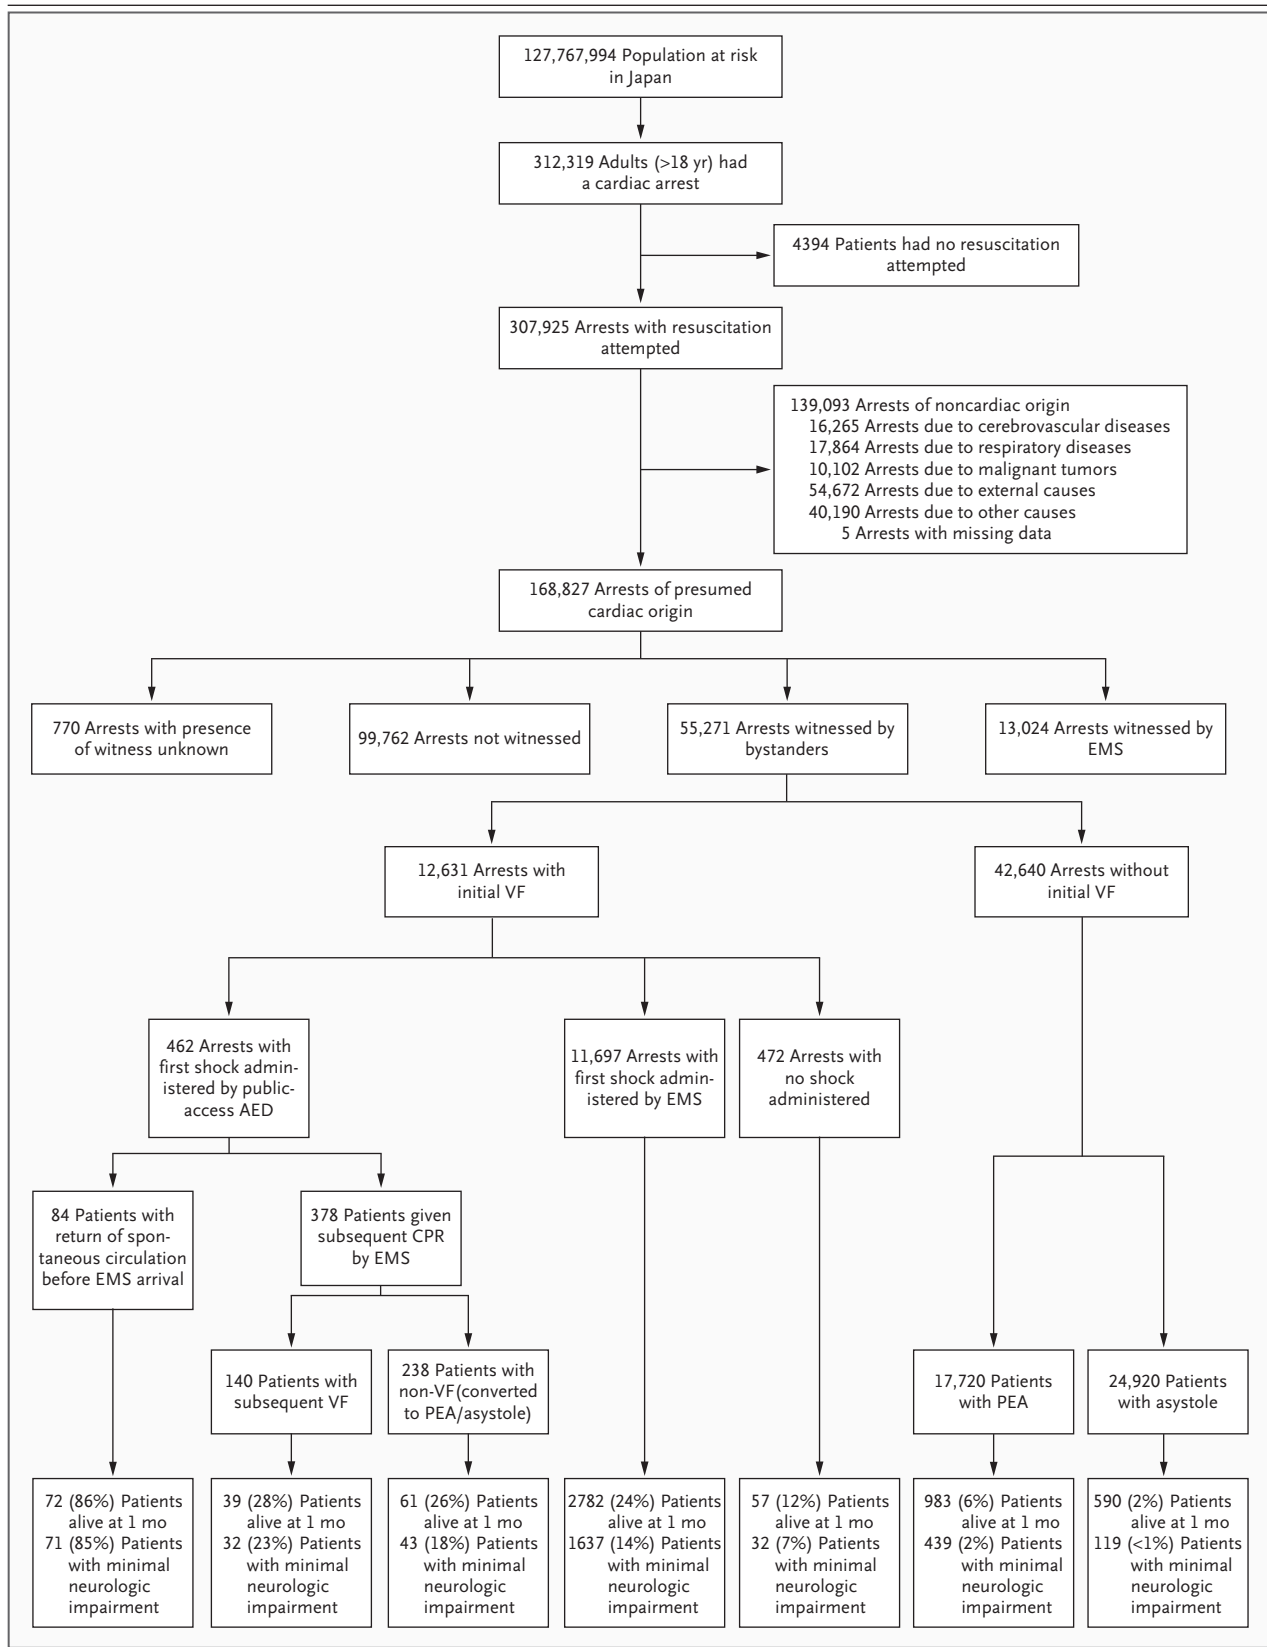 127,767,994 Population at risk
in Japan
312,319 Adults (>18 yr) had
a cardiac arrest
4394 Patients had no resuscitation
attempted
307,925 Arrests with resuscitation
attempted
139,093 Arrests of noncardiac origin
16,265 Arrests due to cerebrovascular diseases
17,864 Arrests due to respiratory diseases
10,102 Arrests due to malignant tumors
54,672 Arrests due to external causes
40,190 Arrests due to other causes
5 Arrests with missing data
168,827 Arrests of presumed
cardiac origin
770 Arrests with presence
of witness unknown
99,762 Arrests not witnessed
55,271 Arrests witnessed by
bystanders
13,024 Arrests witnessed by
EMS
12,631 Arrests with
initial VF
42,640 Arrests without
initial VF
462 Arrests with
first shock admin-
istered by public-
access AED
11,697 Arrests with
first shock admin-
istered by EMS
472 Arrests with
no shock
administered
84 Patients with
return of spon-
taneous circulation
before EMS arrival
378 Patients given
subsequent CPR
by EMS
140 Patients with
subsequent VF
238 Patients with
non-VF(converted
to PEA/asystole)
17,720 Patients
with PEA
24,920 Patients
with asystole
72 (86%) Patients
alive at 1 mo
71 (85%) Patients
with minimal
neurologic
impairment
39 (28%) Patients
alive at 1 mo
32 (23%) Patients
with minimal
neurologic
impairment
61 (26%) Patients
alive at 1 mo
43 (18%) Patients
with minimal
neurologic
impairment
2782 (24%) Patients
alive at 1 mo
1637 (14%) Patients
with minimal
neurologic
impairment
57 (12%) Patients
alive at 1 mo
32 (7%) Patients
with minimal
neurologic
impairment
983 (6%) Patients
alive at 1 mo
439 (2%) Patients
with minimal
neurologic
impairment
590 (2%) Patients
alive at 1 mo
119 (<1%) Patients
with minimal
neurologic
impairment